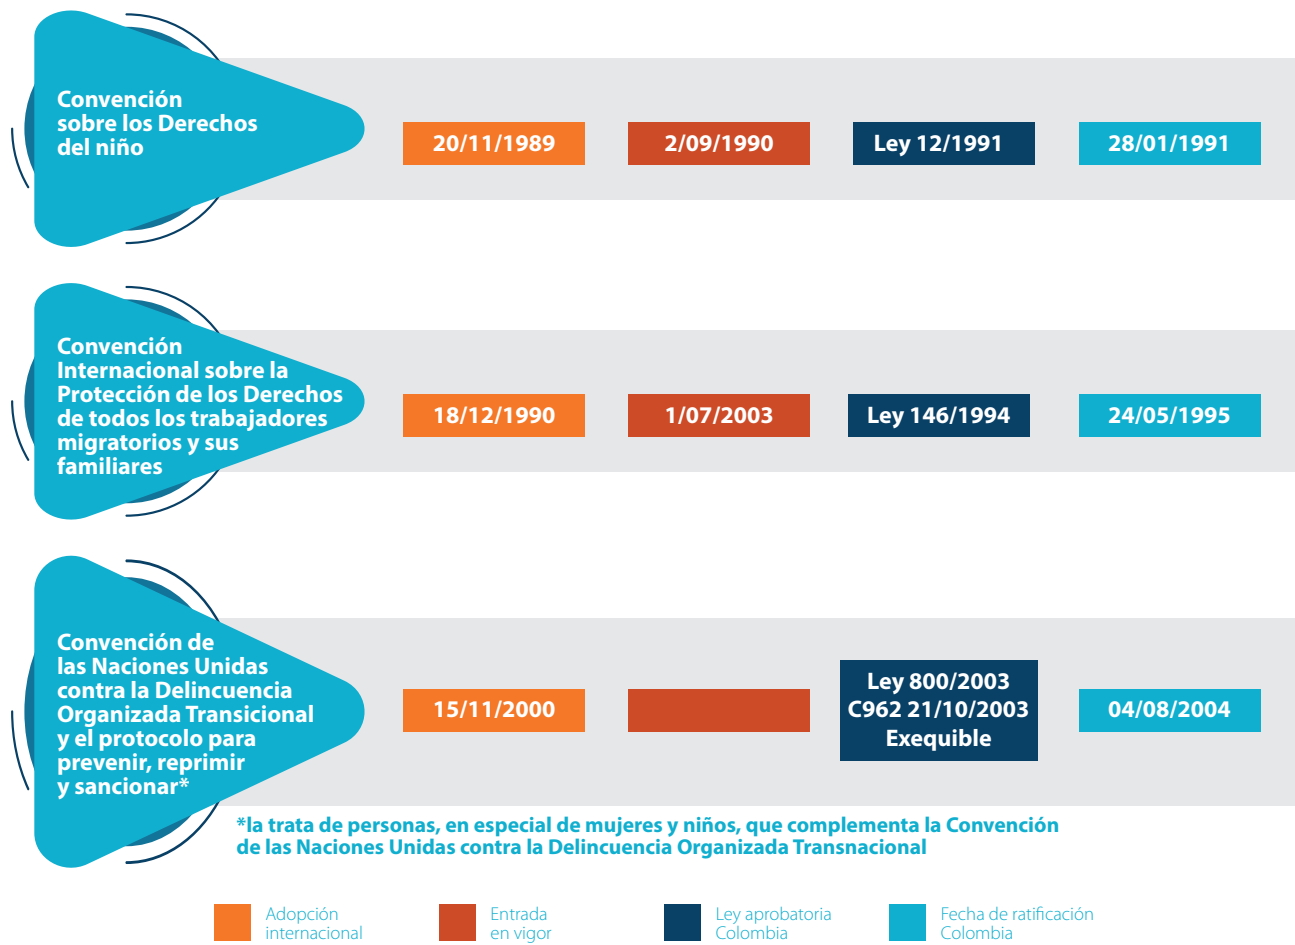 Convención
sobre los Derechos
del niño
20/11/1989
2/09/1990
Ley 12/1991
28/01/1991
Convención
Internacional sobre la
Protección de los Derechos
de todos los trabajadores
migratorios y sus
familiares
18/12/1990
1/07/2003
Ley 146/1994
24/05/1995
Convención de
las Naciones Unidas
contra la Delincuencia
Organizada Transicional
y el protocolo para
prevenir, reprimir
y sancionar*
15/11/2000
Ley 800/2003
C962 21/10/2003
Exequible
04/08/2004
*la trata de personas, en especial de mujeres y niños, que complementa la Convención
de las Naciones Unidas contra la Delincuencia Organizada Transnacional
Adopción
internacional
Entrada
en vigor
Ley aprobatoria
Colombia
Fecha de ratificación
Colombia